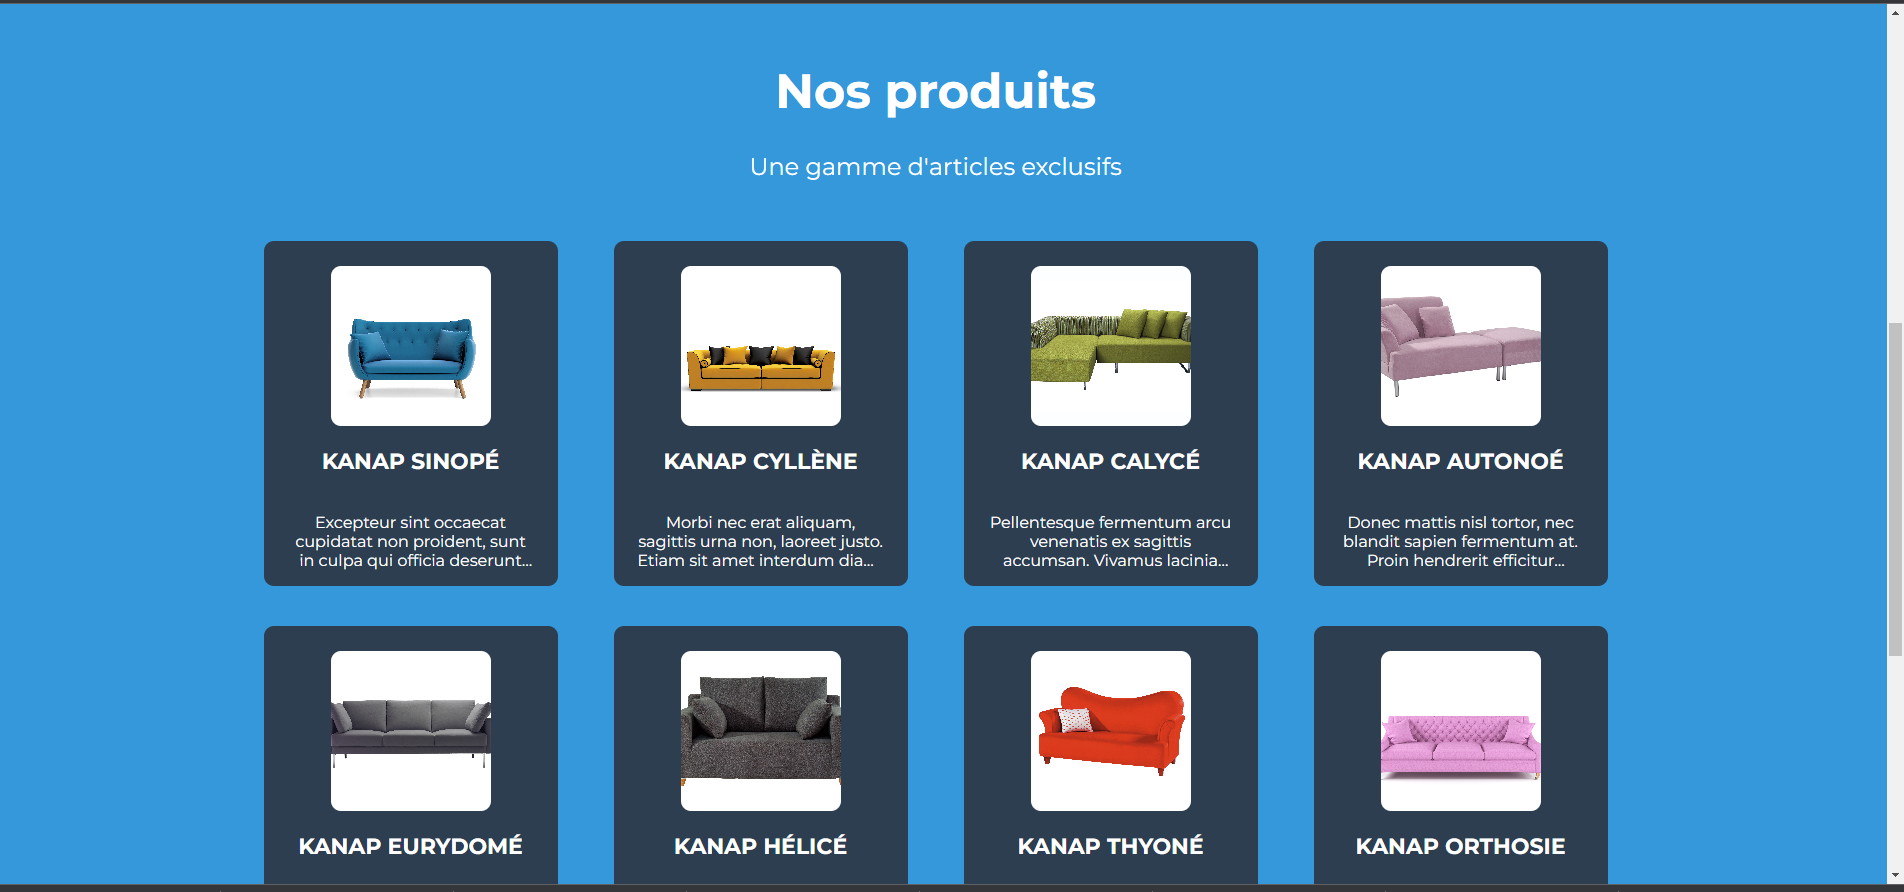 Nos produits
Une gamme d'articles exclusifs
KANAP SINOPÉ
Excepteur sint occaecat
cupidatat non proident, sunt
in culpa qui officia deserunt...
KANAP CYLLÈNE
Morbi nec erat aliquam,
sagittis urna non, laoreet justo.
Etiam sit amet interdum dia...
KANAP CALYCÉ
Pellentesque fermentum arcu
venenatis ex sagittis
accumsan. Vivamus lacinia...
KANAP AUTONOÉ
Donec mattis nisl tortor, nec
blandit sapien fermentum at.
Proin hendrerit efficitur...
KANAP EURYDOMÉ
KANAP HÉLICÉ
KANAP THYONÉ
KANAP ORTHOSIE